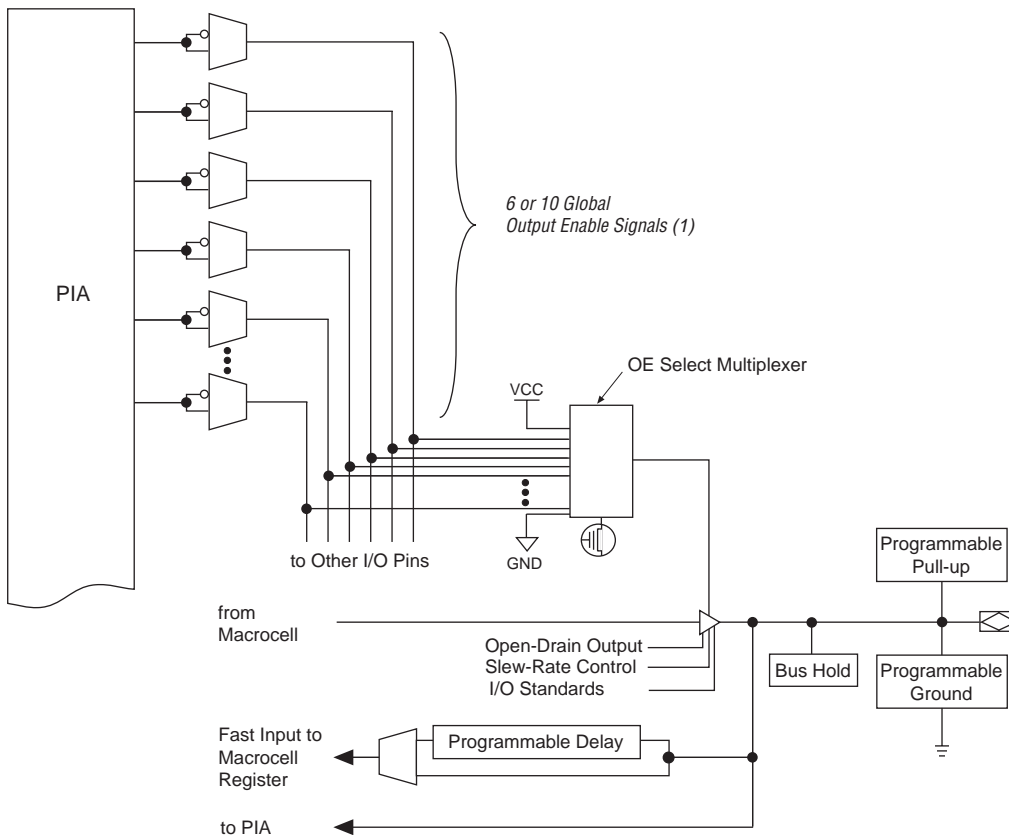 PIA
6 or 10 Global
Output Enable Signals (1)
OE Select Multiplexer
VCC
GND
to Other I/O Pins
Programmable
Pull-up
from
Macrocell
Open-Drain Output
Slew-Rate Control
I/O Standards
Bus Hold
Programmable
Ground
Fast Input to
Macrocell
Register
Programmable Delay
to PIA